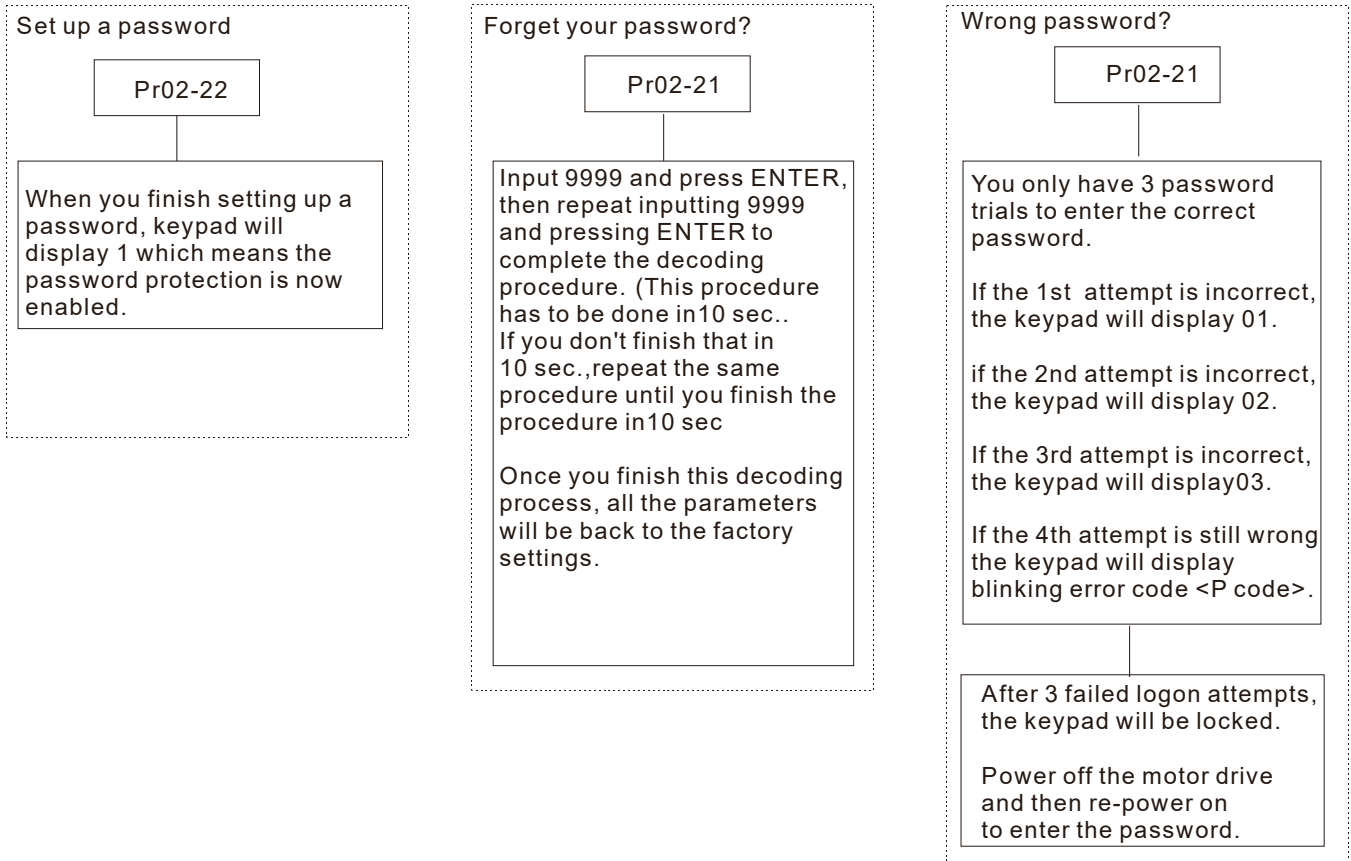 Set up a password
Pr02-22
When you finish setting up a
password, keypad will
display 1 which means the
password protection is now
enabled.
Forget your password?
Pr02-21
Input 9999 and press ENTER,
then repeat inputting 9999
and pressing ENTER to
complete the decoding
procedure. (This procedure
has to be done in10 sec..
If you don't finish that in
10 sec.,repeat the same
procedure until you finish the
procedure in10 sec
Once you finish this decoding
process, all the parameters
will be back to the factory
settings.
Wrong password?
Pr02-21
You only have 3 password
trials to enter the correct
password.
If the 1st attempt is incorrect,
the keypad will display 01.
if the 2nd attempt is incorrect,
the keypad will display 02.
If the 3rd attempt is incorrect,
the keypad will display03.
If the 4th attempt is still wrong
the keypad will display
blinking error code <P code>.
After 3 failed logon attempts,
the keypad will be locked.
Power off the motor drive
and then re-power on
to enter the password.